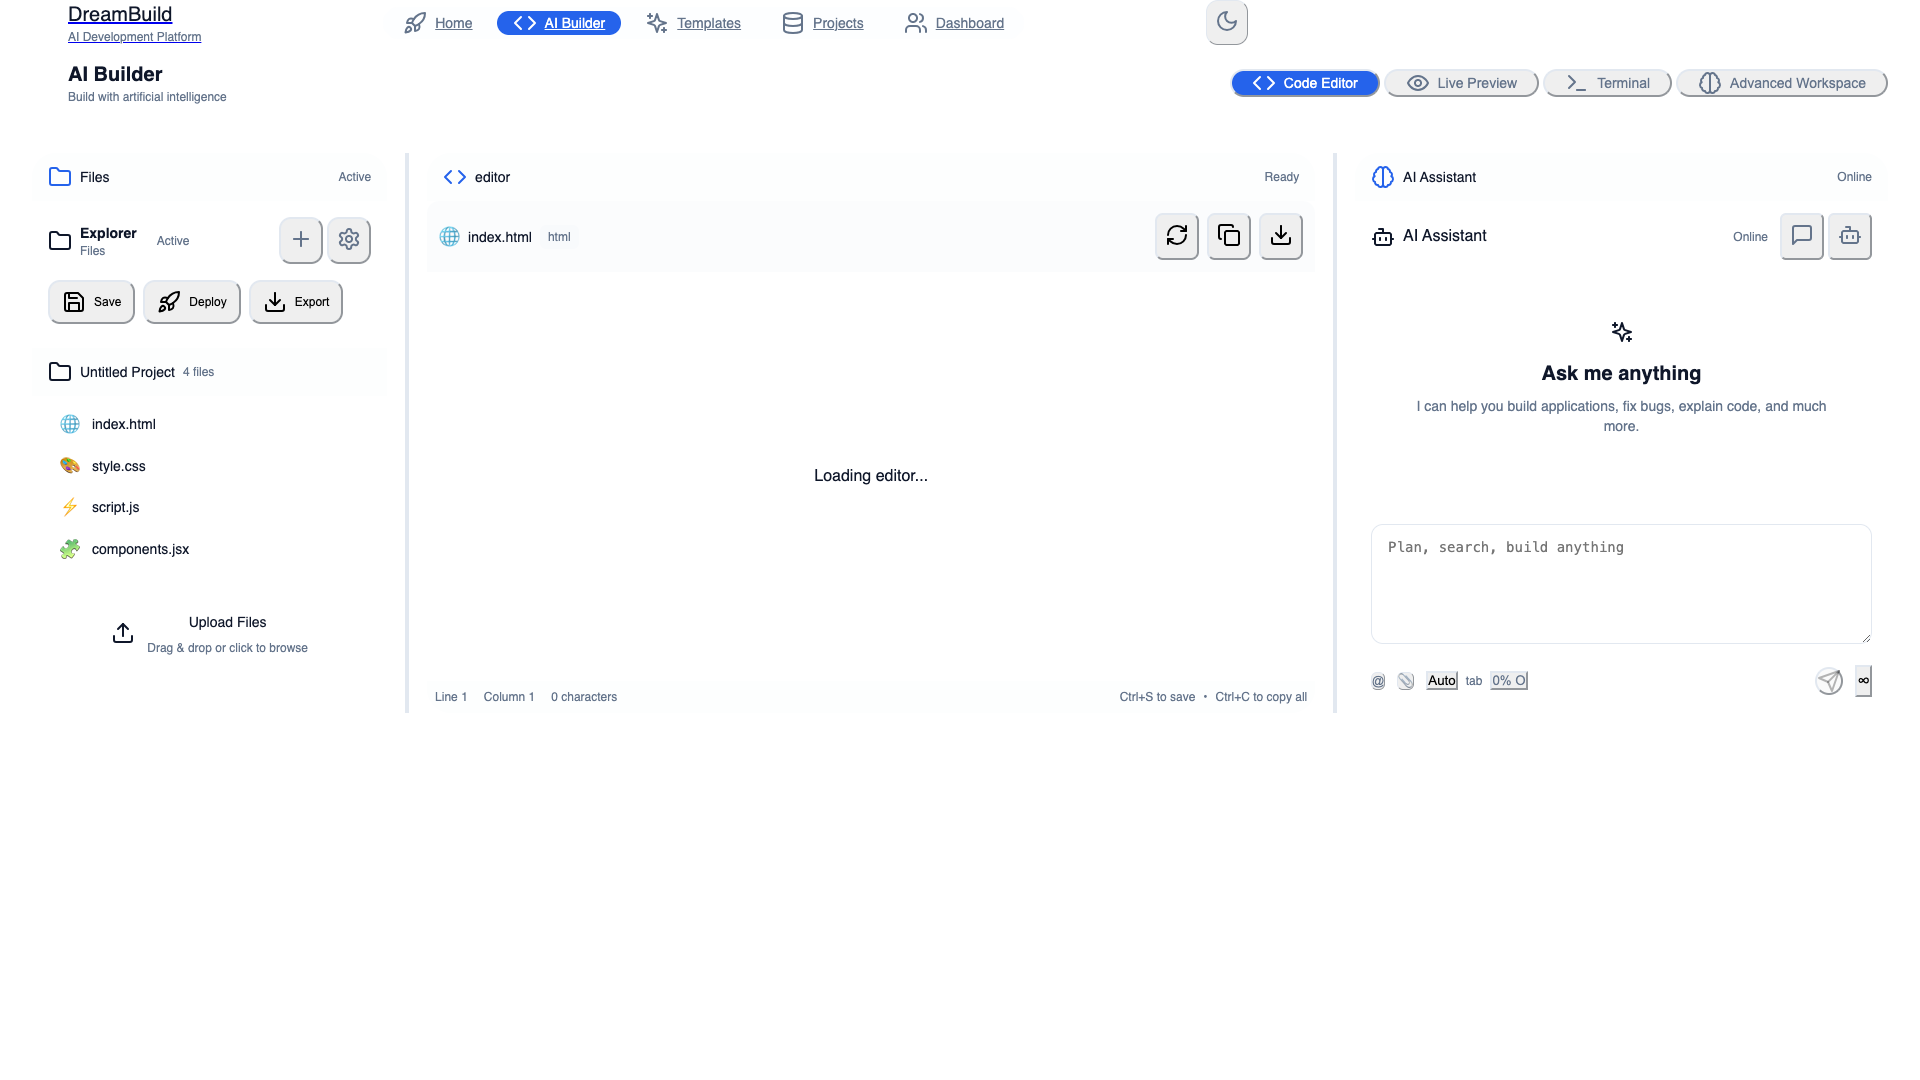 DreamBuild
AI Development Platform
Home
AI Builder
Templates
Projects
Dashboard
AI Builder
Build with artificial intelligence
Code Editor
Live Preview
Terminal
Advanced Workspace
Files
Active
Explorer
Files
Active
Save
Deploy
Export
Untitled Project 4 files
index.html
style.css
script.js
components.jsx
Upload Files
Drag & drop or click to browse
editor
Ready
index.html html
Loading editor...
Line 1 Column 1 0 characters
Ctrl+S to save • Ctrl+C to copy all
AI Assistant
Online
AI Assistant
Online
Ask me anything
I can help you build applications, fix bugs, explain code, and much
more.
Plan, search, build anything
@ Auto tab 0% O ∞